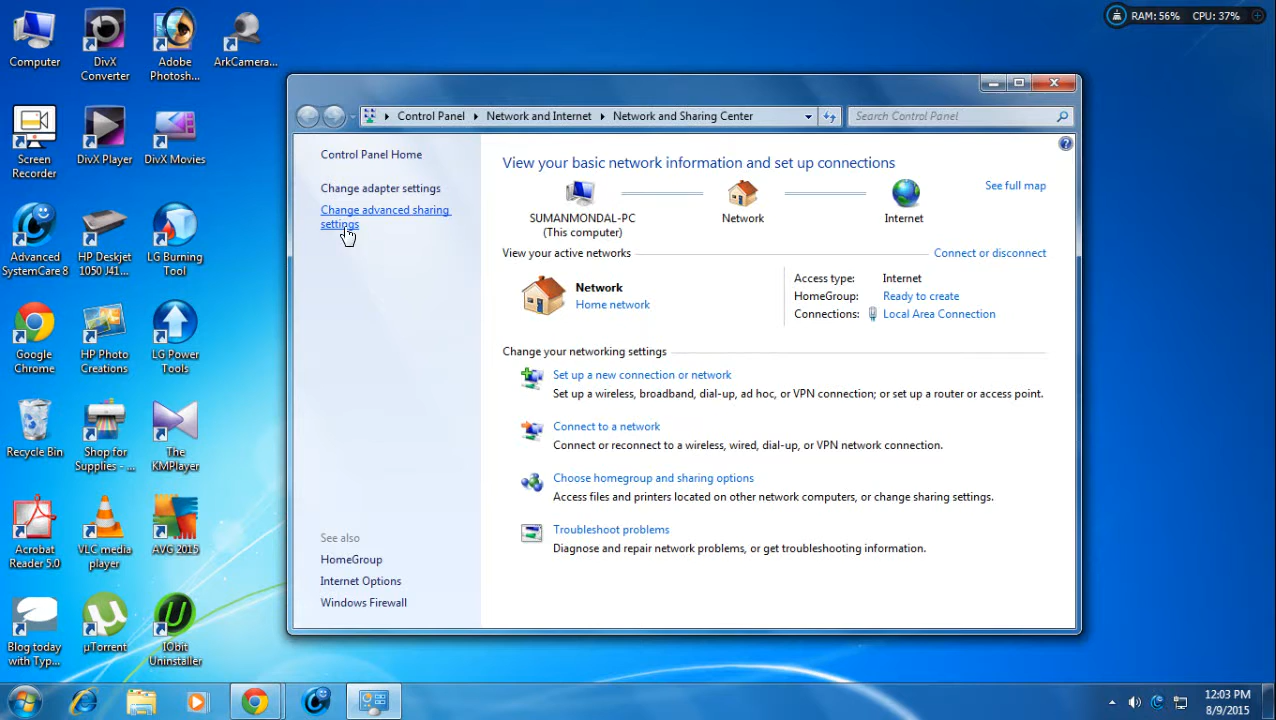 RAM: 56% CPU: 37%
Computer
DivX Converter
Adobe Photosh...
ArkCamera...
Screen Recorder
DivX Player
DivX Movies
Advanced SystemCare 8
HP Deskjet 1050 J41...
LG Burning Tool
Google Chrome
HP Photo Creations
LG Power Tools
Recycle Bin
Shop for Supplies - ...
The KMPlayer
Acrobat Reader 5.0
VLC media player
AVG 2015
Blog today with Typ...
µTorrent
IObit Uninstaller
Control Panel
Network and Internet
Network and Sharing Center
Search Control Panel
Control Panel Home
Change adapter settings
Change advanced sharing
settings
See also
HomeGroup
Internet Options
Windows Firewall
View your basic network information and set up connections
See full map
SUMANMONDAL-PC
(This computer)
Network
Internet
View your active networks
Connect or disconnect
Network
Home network
Access type: Internet
HomeGroup: Ready to create
Connections: Local Area Connection
Change your networking settings
Set up a new connection or network
Set up a wireless, broadband, dial-up, ad hoc, or VPN connection; or set up a router or access point.
Connect to a network
Connect or reconnect to a wireless, wired, dial-up, or VPN network connection.
Choose homegroup and sharing options
Access files and printers located on other network computers, or change sharing settings.
Troubleshoot problems
Diagnose and repair network problems, or get troubleshooting information.
12:03 PM
8/9/2015